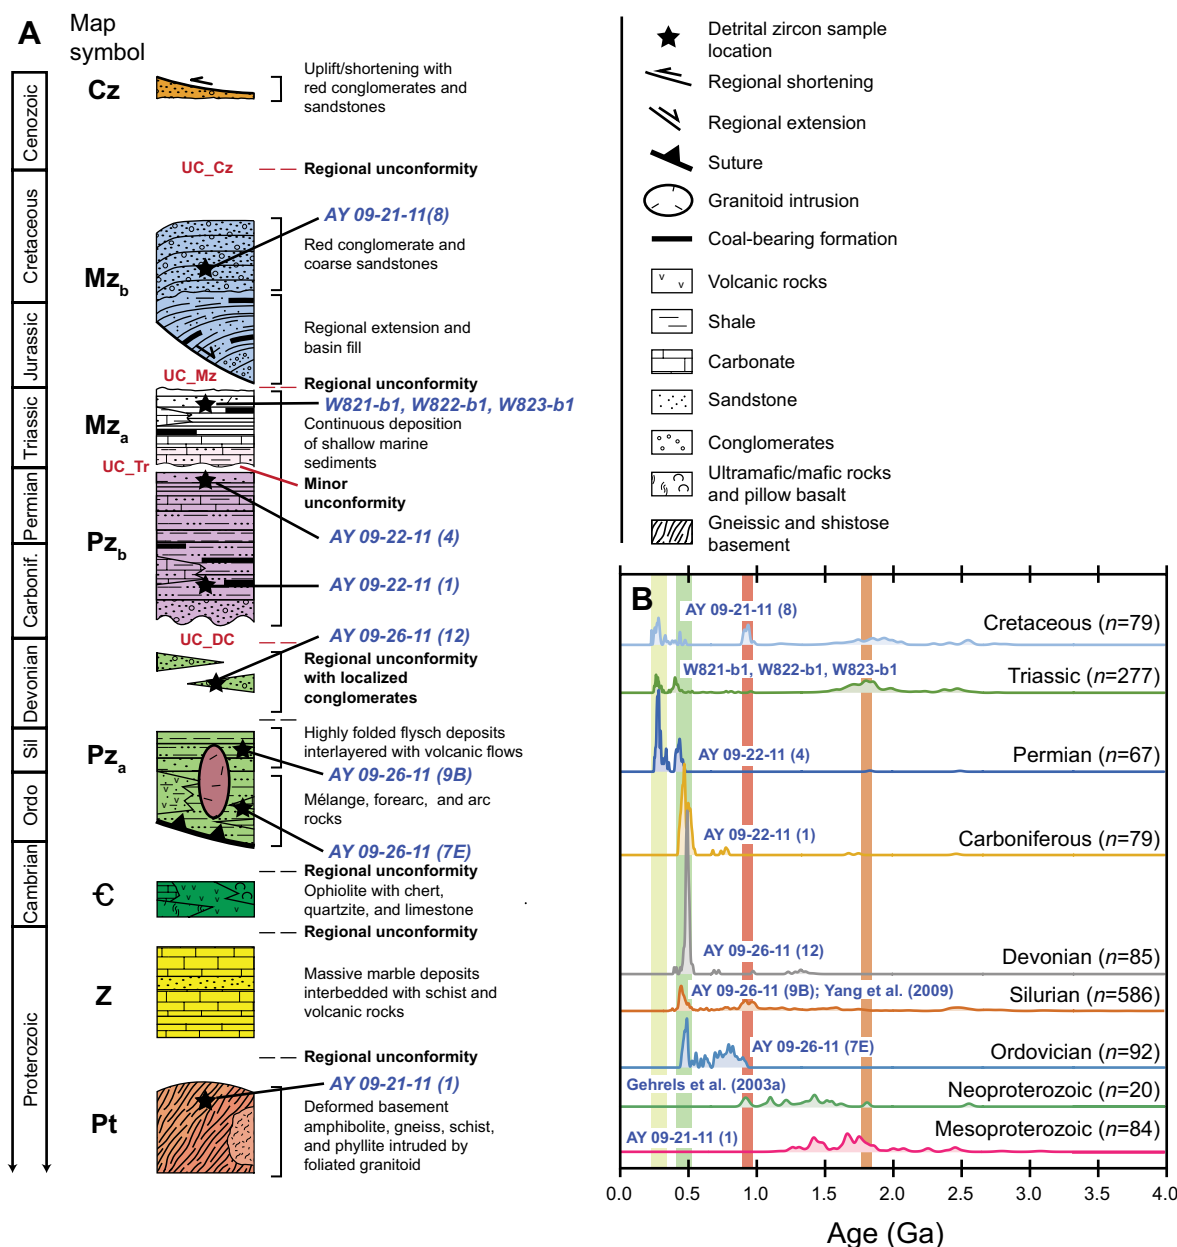 A
Map
symbol
Cenozoic
Cretaceous
Jurassic
Triassic
Permian
Carbonif.
Devonian
Sil
Ordo
Cambrian
Proterozoic
Cz
Uplift/shortening with
red conglomerates and
sandstones
UC_Cz
Regional unconformity
AY 09-21-11(8)
Red conglomerate and
coarse sandstones
Mzb
Regional extension and
basin fill
UC_Mz
Regional unconformity
W821-b1, W822-b1, W823-b1
Mza
Continuous deposition
of shallow marine
sediments
UC_Tr
Minor
unconformity
AY 09-22-11 (4)
Pzb
AY 09-22-11 (1)
UC_DC
AY 09-26-11 (12)
Regional unconformity
with localized
conglomerates
Highly folded flysch deposits
interlayered with volcanic flows
Pza
AY 09-26-11 (9B)
Mélange, forearc, and arc
rocks
AY 09-26-11 (7E)
Regional unconformity
Ꞓ
Ophiolite with chert,
quartzite, and limestone
Regional unconformity
Z
Massive marble deposits
interbedded with schist and
volcanic rocks
Regional unconformity
AY 09-21-11 (1)
Pt
Deformed basement
amphibolite, gneiss, schist,
and phyllite intruded by
foliated granitoid
Detrital zircon sample
location
Regional shortening
Regional extension
Suture
Granitoid intrusion
Coal-bearing formation
Volcanic rocks
Shale
Carbonate
Sandstone
Conglomerates
Ultramafic/mafic rocks
and pillow basalt
Gneissic and shistose
basement
B
AY 09-21-11 (8)
Cretaceous (n=79)
W821-b1, W822-b1, W823-b1
Triassic (n=277)
AY 09-22-11 (4)
Permian (n=67)
AY 09-22-11 (1)
Carboniferous (n=79)
AY 09-26-11 (12)
Devonian (n=85)
AY 09-26-11 (9B); Yang et al. (2009)
Silurian (n=586)
AY 09-26-11 (7E)
Ordovician (n=92)
Gehrels et al. (2003a)
Neoproterozoic (n=20)
AY 09-21-11 (1)
Mesoproterozoic (n=84)
0.0 0.5 1.0 1.5 2.0 2.5 3.0 3.5 4.0
Age (Ga)